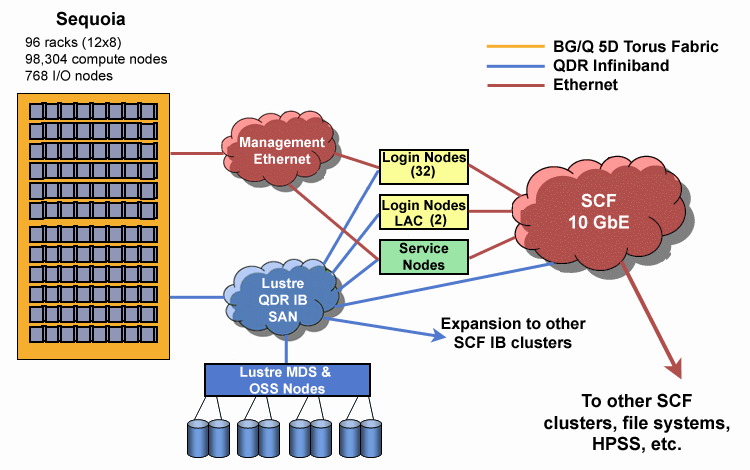 Sequoia
96 racks (12x8)
98,304 compute nodes
768 I/O nodes
BG/Q 5D Torus Fabric
QDR Infiniband
Ethernet
Management
Ethernet
Login Nodes
(32)
Login Nodes
LAC (2)
Service
Nodes
SCF
10 GbE
Lustre
QDR IB
SAN
Expansion to other
SCF IB clusters
Lustre MDS &
OSS Nodes
To other SCF
clusters, file systems,
HPSS, etc.